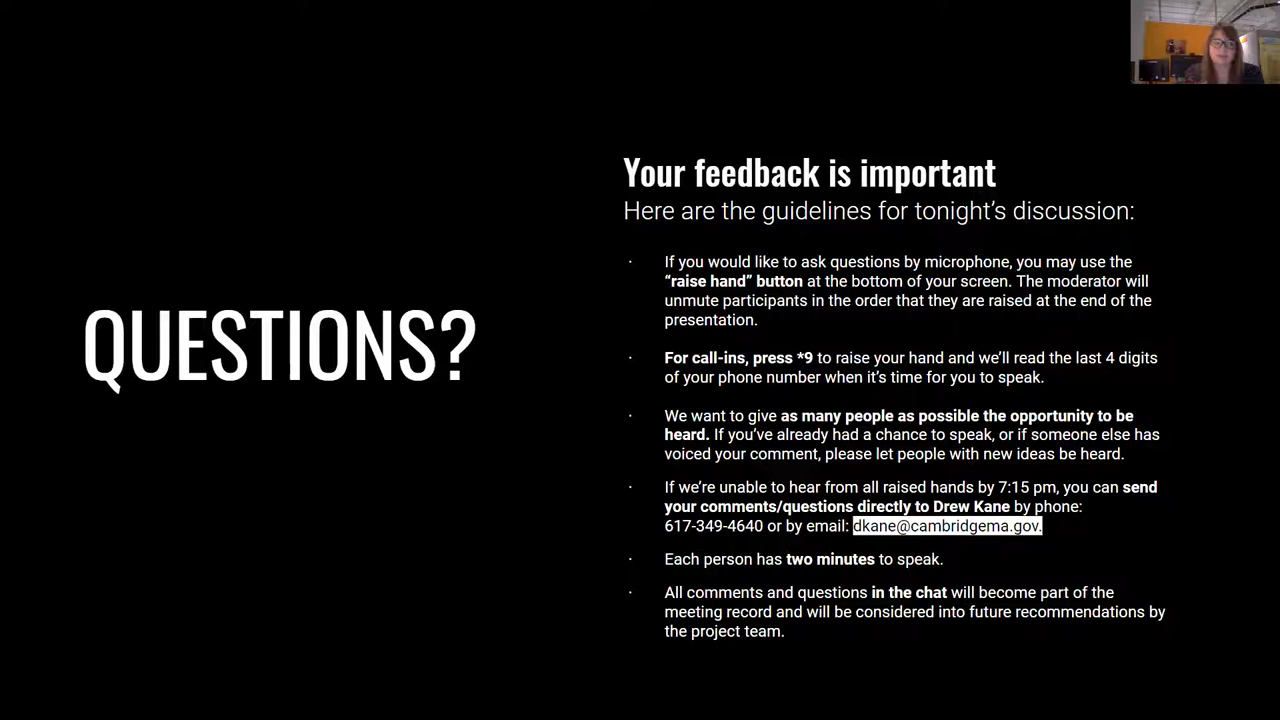 QUESTIONS?
Your feedback is important
Here are the guidelines for tonight’s discussion:
· If you would like to ask questions by microphone, you may use the
“raise hand” button at the bottom of your screen. The moderator will
unmute participants in the order that they are raised at the end of the
presentation.
· For call-ins, press *9 to raise your hand and we’ll read the last 4 digits
of your phone number when it’s time for you to speak.
· We want to give as many people as possible the opportunity to be
heard. If you’ve already had a chance to speak, or if someone else has
voiced your comment, please let people with new ideas be heard.
· If we’re unable to hear from all raised hands by 7:15 pm, you can send
your comments/questions directly to Drew Kane by phone:
617-349-4640 or by email: dkane@cambridgema.gov.
· Each person has two minutes to speak.
· All comments and questions in the chat will become part of the
meeting record and will be considered into future recommendations by
the project team.